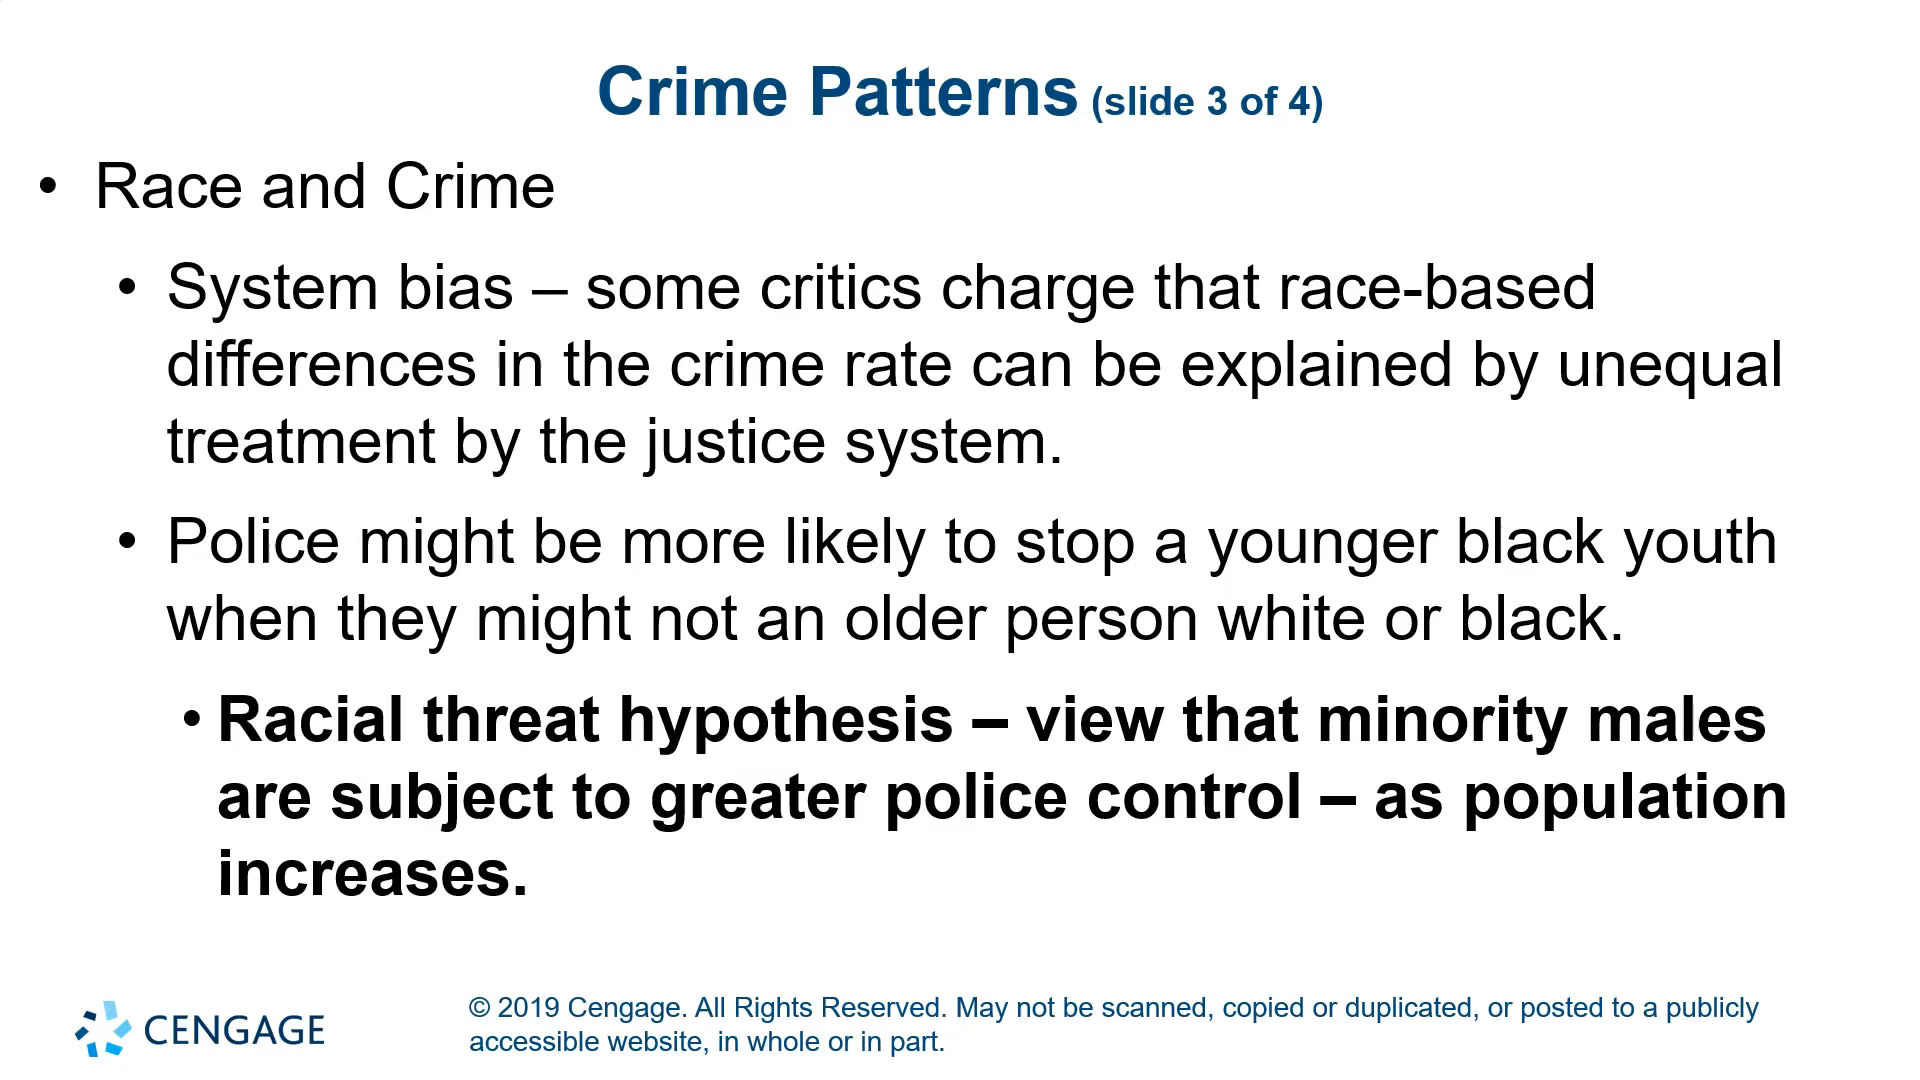 Crime Patterns (slide 3 of 4)
• Race and Crime
• System bias – some critics charge that race-based
differences in the crime rate can be explained by unequal
treatment by the justice system.
• Police might be more likely to stop a younger black youth
when they might not an older person white or black.
• Racial threat hypothesis – view that minority males
are subject to greater police control – as population
increases.
CENGAGE
© 2019 Cengage. All Rights Reserved. May not be scanned, copied or duplicated, or posted to a publicly
accessible website, in whole or in part.